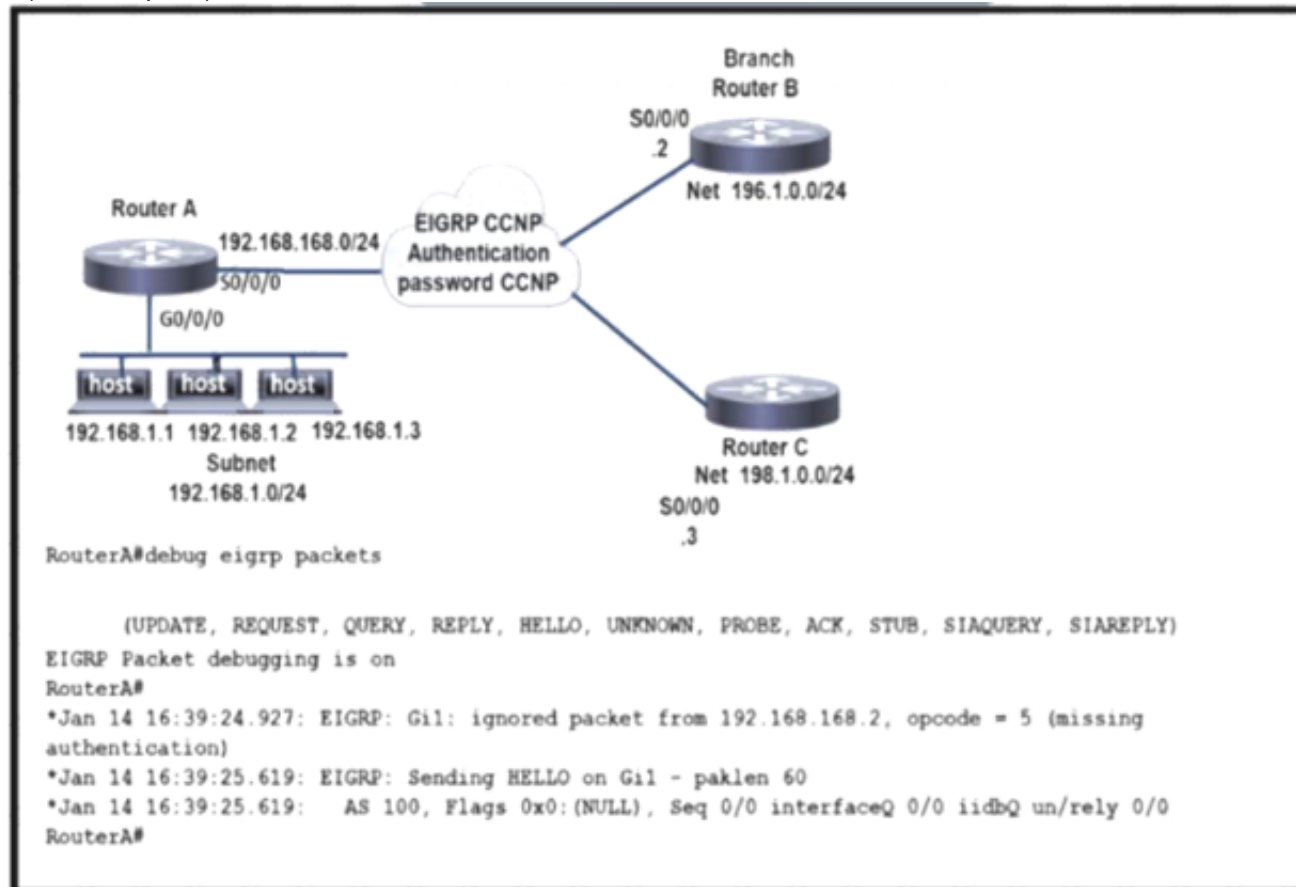 Branch
Router B
S0/0/0
.2
Net 196.1.0.0/24
Router A
192.168.168.0/24
S0/0/0
G0/0/0
EIGRP CCNP
Authentication
password CCNP
host host host
192.168.1.1 192.168.1.2 192.168.1.3
Subnet
192.168.1.0/24
Router C
Net 198.1.0.0/24
S0/0/0
.3
RouterA#debug eigrp packets
(UPDATE, REQUEST, QUERY, REPLY, HELLO, UNKNOWN, PROBE, ACK, STUB, SIAQUERY, SIAREPLY)
EIGRP Packet debugging is on
RouterA#
*Jan 14 16:39:24.927: EIGRP: Gi1: ignored packet from 192.168.168.2, opcode = 5 (missing
authentication)
*Jan 14 16:39:25.619: EIGRP: Sending HELLO on Gi1 - paklen 60
*Jan 14 16:39:25.619: AS 100, Flags 0x0:(NULL), Seq 0/0 interfaceQ 0/0 iidbQ un/rely 0/0
RouterA#